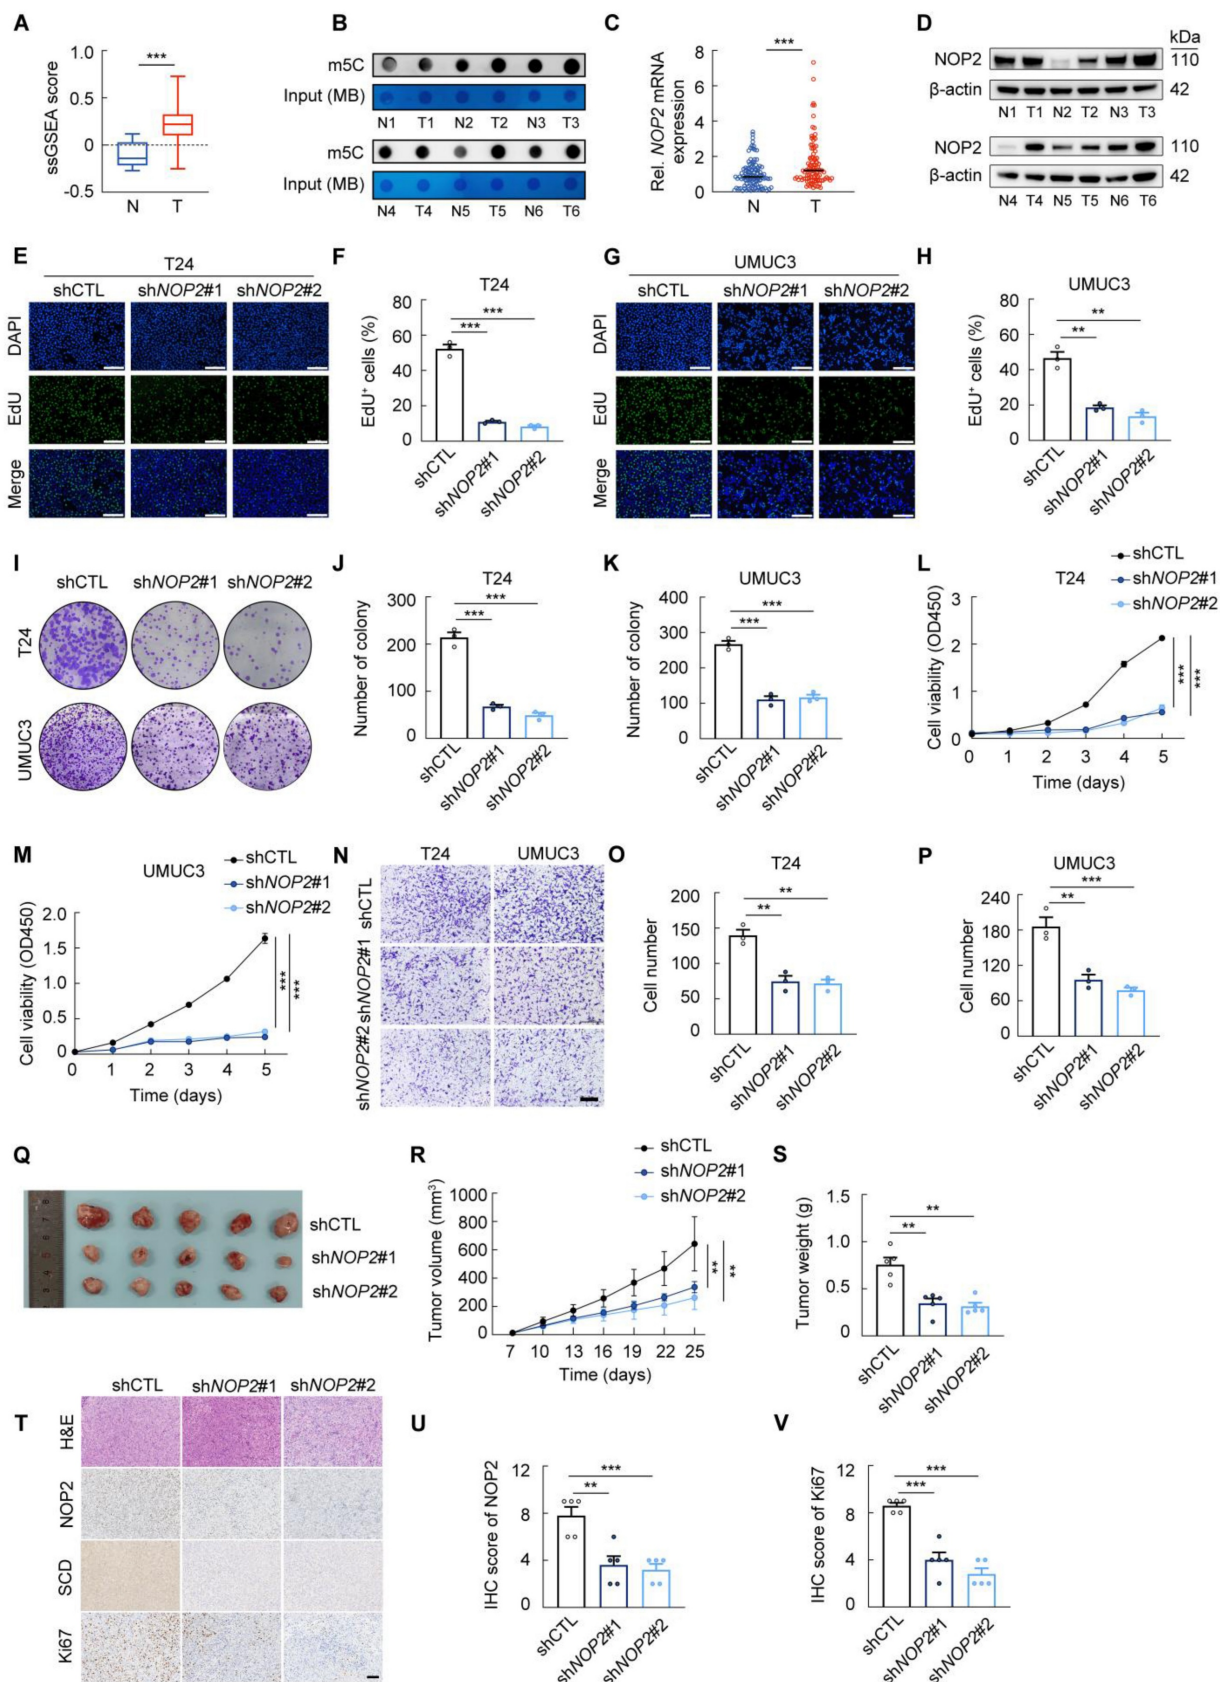 A
ssGSEA score
1.0
0.5
0
-0.5
***
N T
B
m5C
Input (MB)
N1 T1 N2 T2 N3 T3
m5C
Input (MB)
N4 T4 N5 T5 N6 T6
C
Rel. NOP2 mRNA
expression
8
6
4
2
0
***
N T
D
kDa
NOP2 110
β-actin 42
N1 T1 N2 T2 N3 T3
NOP2 110
β-actin 42
N4 T4 N5 T5 N6 T6
E
T24
shCTL shNOP2#1 shNOP2#2
DAPI
EdU
Merge
F
T24
EdU+ cells (%)
80
60
40
20
0
***
***
shCTL
shNOP2#1
shNOP2#2
G
UMUC3
shCTL shNOP2#1 shNOP2#2
DAPI
EdU
Merge
H
UMUC3
EdU+ cells (%)
80
60
40
20
0
**
**
shCTL
shNOP2#1
shNOP2#2
I
shCTL shNOP2#1 shNOP2#2
T24
UMUC3
J
T24
Number of colony
300
200
100
0
***
***
shCTL
shNOP2#1
shNOP2#2
K
UMUC3
Number of colony
400
300
200
100
0
***
***
shCTL
shNOP2#1
shNOP2#2
L
T24
shCTL
shNOP2#1
shNOP2#2
Cell viability (OD450)
3
2
1
0
0 1 2 3 4 5
Time (days)
***
***
M
UMUC3
shCTL
shNOP2#1
shNOP2#2
Cell viability (OD450)
2.0
1.5
1.0
0.5
0
0 1 2 3 4 5
Time (days)
***
***
N
T24 UMUC3
shCTL
shNOP2#1
shNOP2#2
O
T24
Cell number
200
150
100
50
0
**
**
shCTL
shNOP2#1
shNOP2#2
P
UMUC3
Cell number
240
180
120
60
0
***
**
shCTL
shNOP2#1
shNOP2#2
Q
shCTL
shNOP2#1
shNOP2#2
R
shCTL
shNOP2#1
shNOP2#2
Tumor volume (mm3)
1000
800
600
400
200
0
7 10 13 16 19 22 25
Time (days)
**
**
S
Tumor weight (g)
1.5
1.0
0.5
0
**
**
shCTL
shNOP2#1
shNOP2#2
T
shCTL shNOP2#1 shNOP2#2
H&E
NOP2
SCD
Ki67
U
IHC score of NOP2
12
8
4
0
***
**
shCTL
shNOP2#1
shNOP2#2
V
IHC score of Ki67
12
8
4
0
***
***
shCTL
shNOP2#1
shNOP2#2